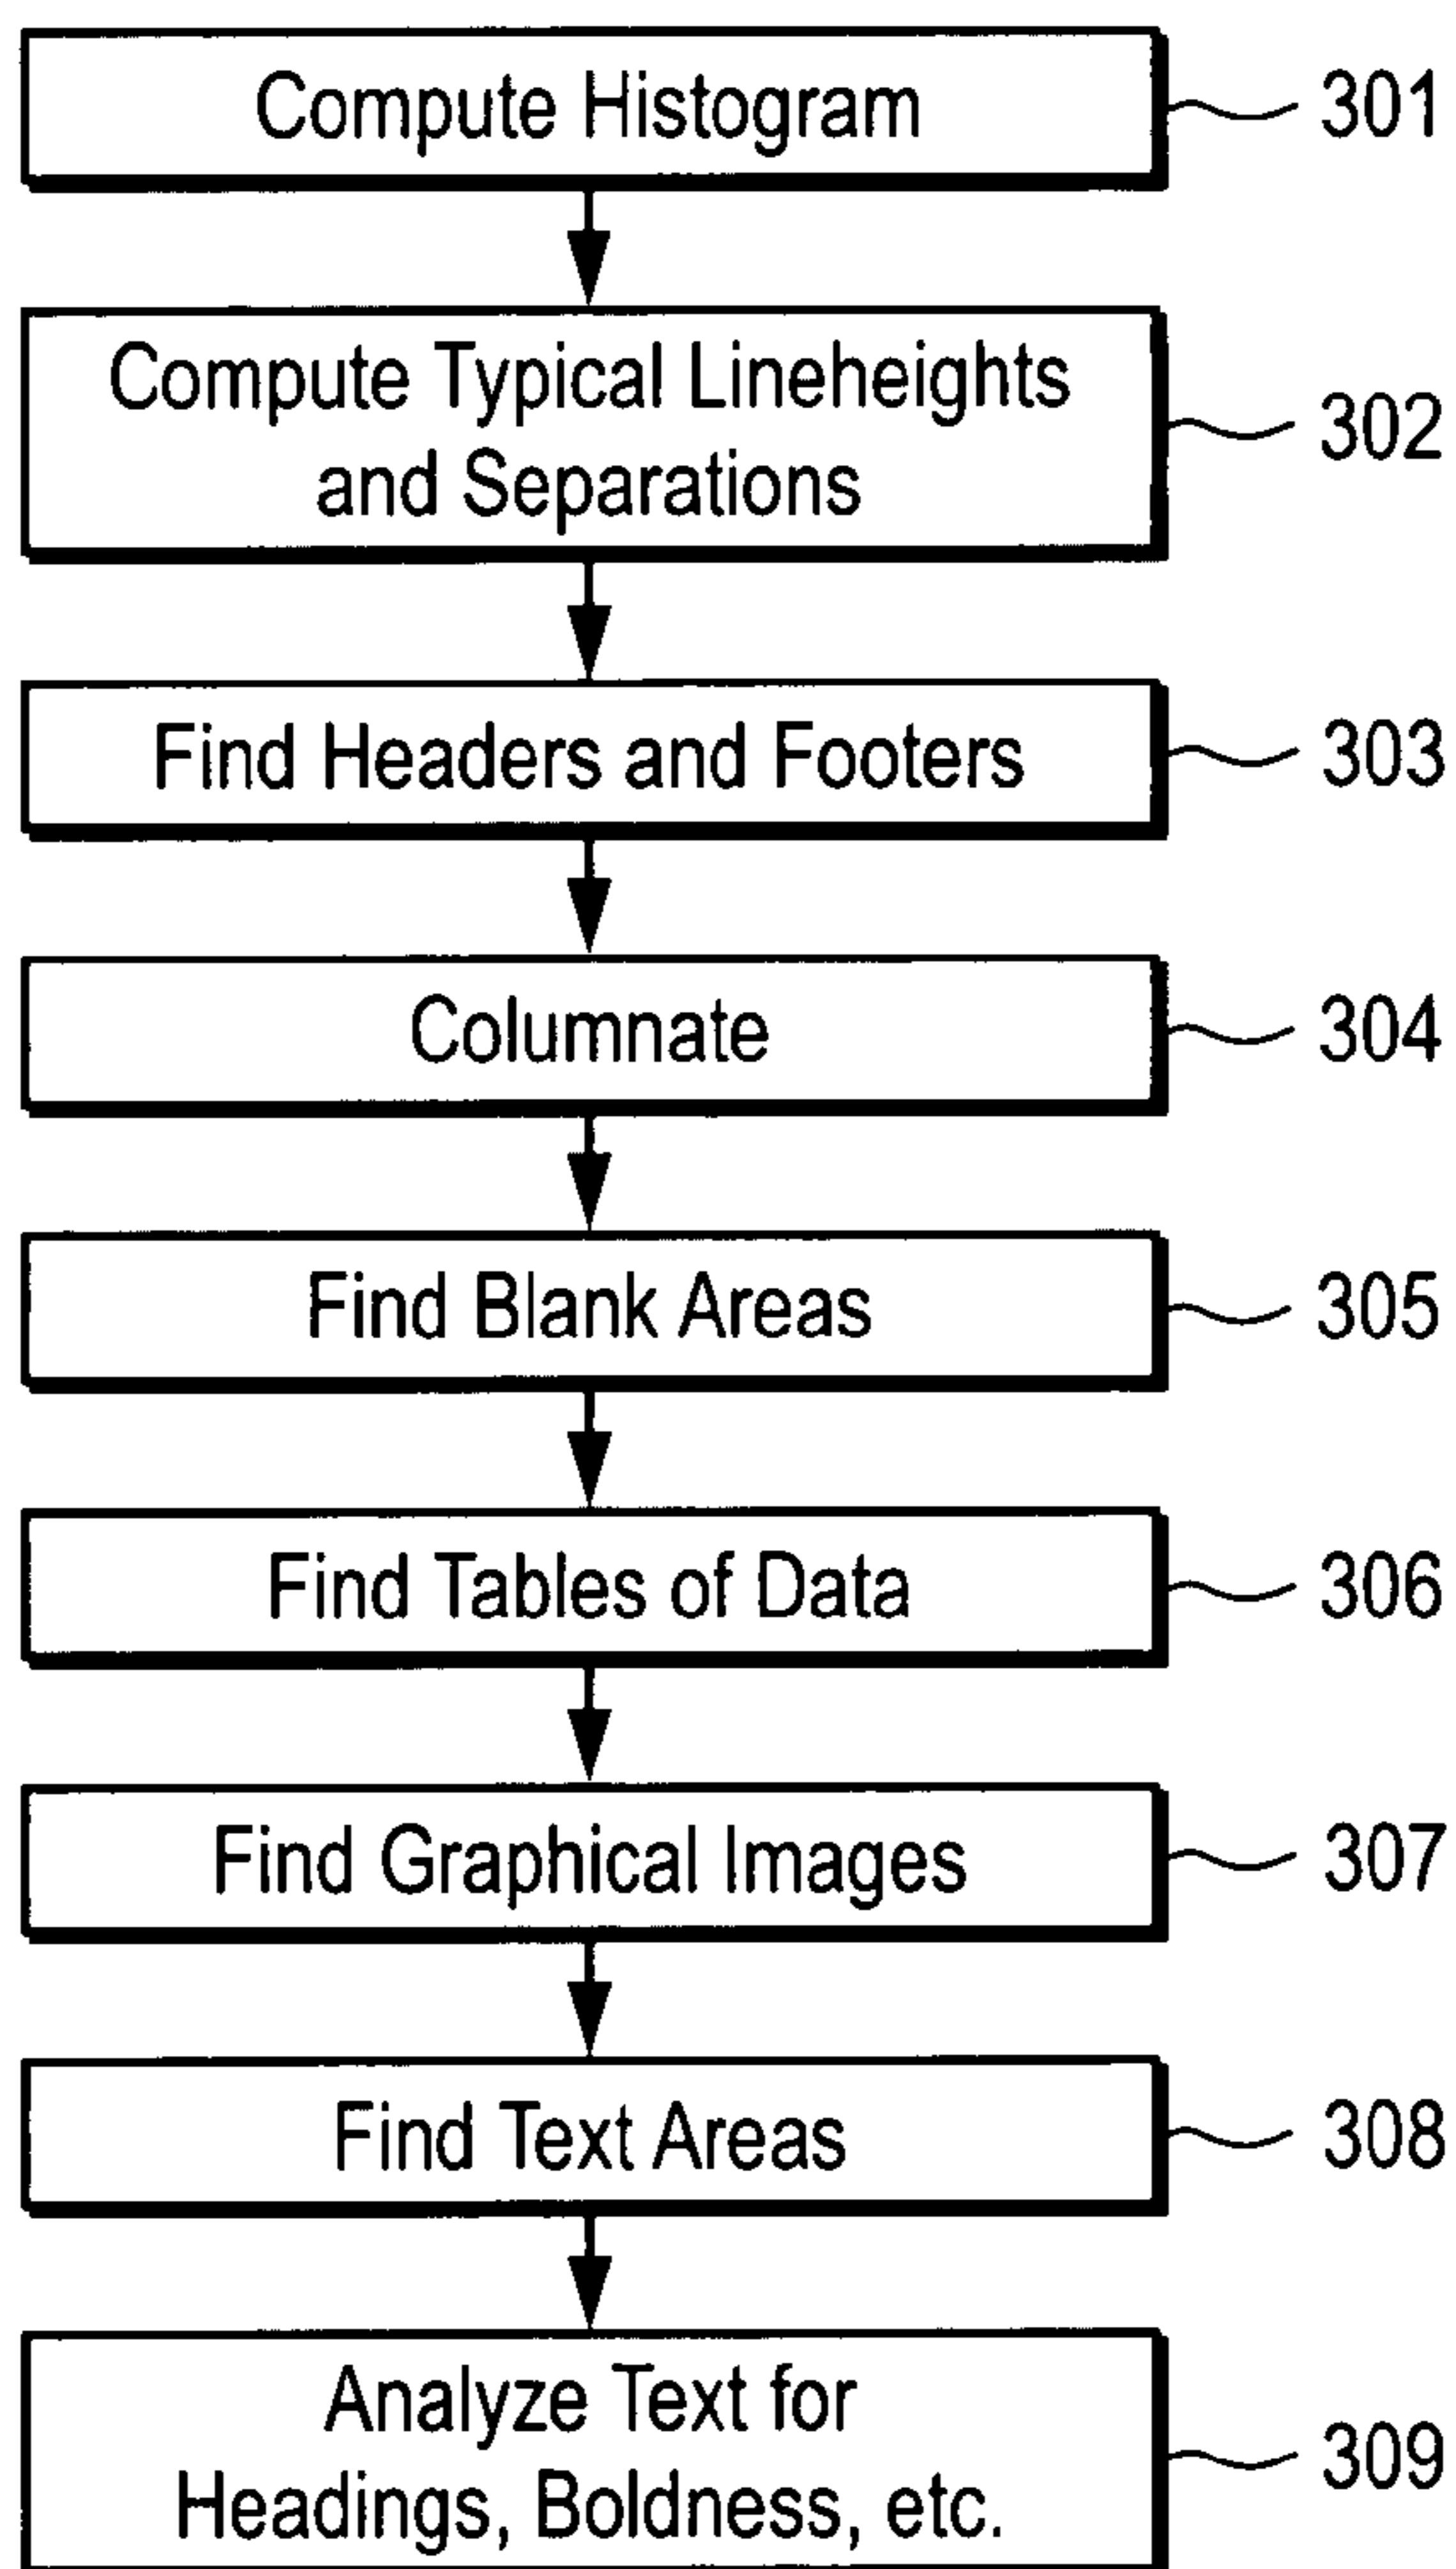 Compute Histogram
301
Compute Typical Lineheights
and Separations
302
Find Headers and Footers
303
Columnate
304
Find Blank Areas
305
Find Tables of Data
306
Find Graphical Images
307
Find Text Areas
308
Analyze Text for
Headings, Boldness, etc.
309